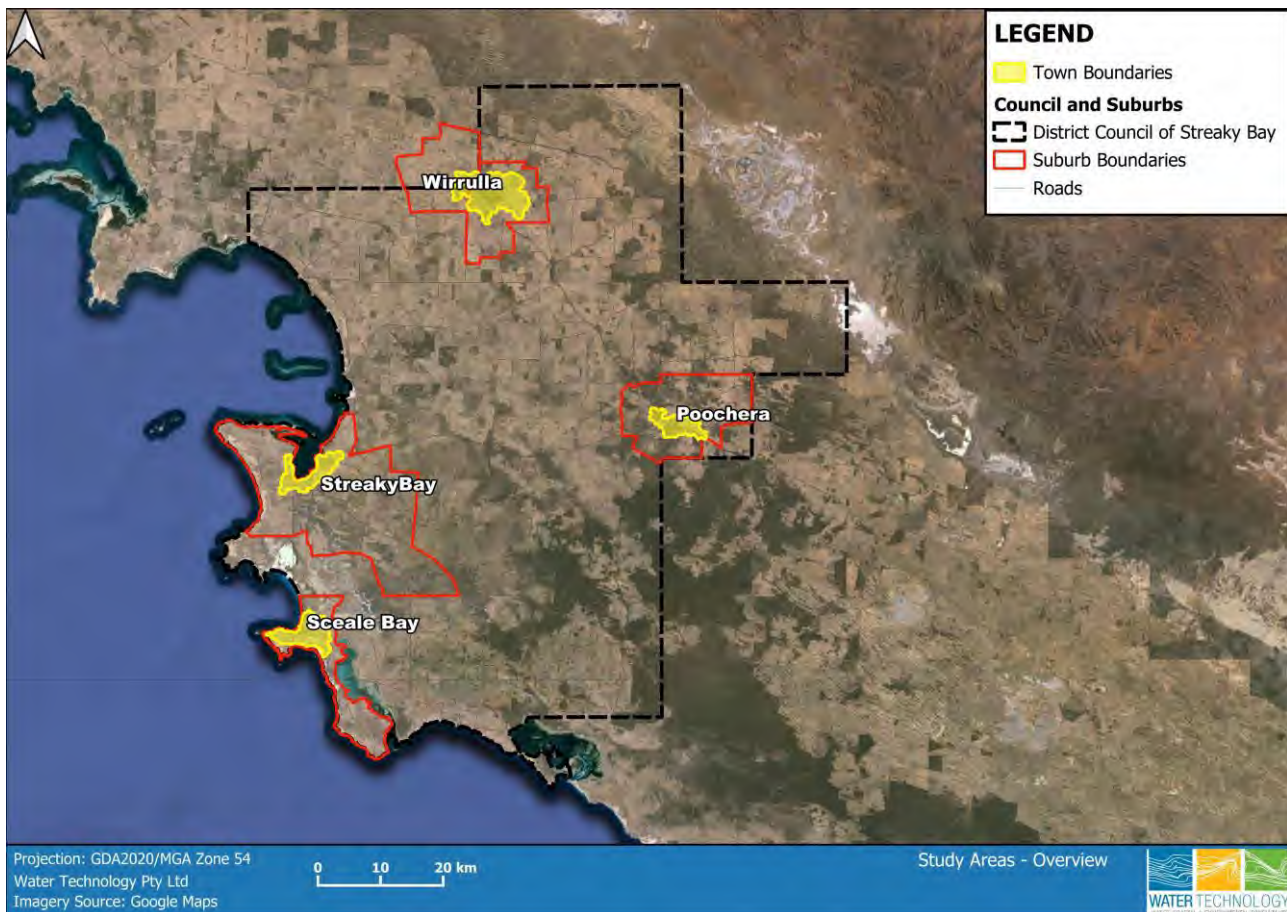 LEGEND
Town Boundaries
Council and Suburbs
District Council of Streaky Bay
Suburb Boundaries
Roads
Wirrulla
Poochera
StreakyBay
Sceale Bay
Projection: GDA2020/MGA Zone 54
Water Technology Pty Ltd
Imagery Source: Google Maps
0 10 20 km
Study Areas - Overview
WATER TECHNOLOGY